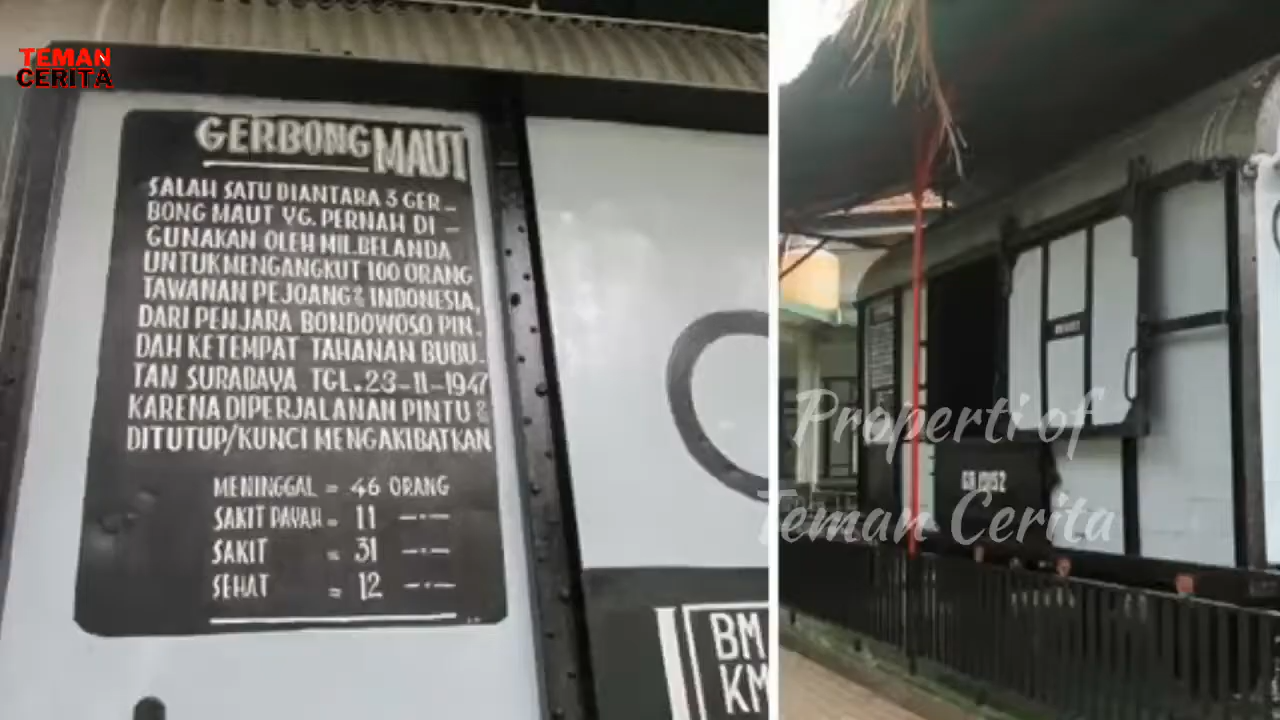 TEMAN
CERITA
GERBONG MAUT
SALAH SATU DIANTARA 3 GER-
BONG MAUT YG. PERNAH DI-
GUNAKAN OLEH MIL.BELANDA
UNTUK MENGANGKUT 100 ORANG
TAWANAN PEJOANG² INDONESIA,
DARI PENJARA BONDOWOSO PIN-
DAH KETEMPAT TAHANAN BUBU-
TAN SURABAYA TGL.23-11-1947
KARENA DIPERJALANAN PINTU²
DITUTUP/KUNCI MENGAKIBATKAN
MENINGGAL = 46 ORANG
SAKIT PAYAH = 11 —·—
SAKIT = 31 —·—
SEHAT = 12 —·—
BM
KM
GR
Properti of
Teman Cerita